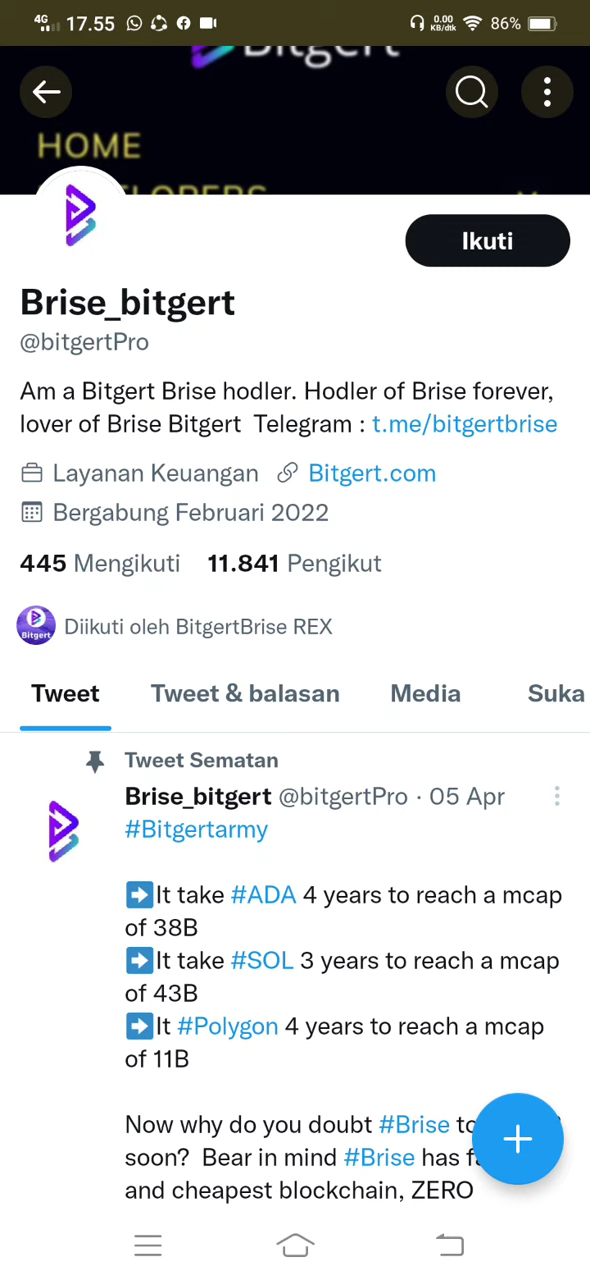 4G 17.55 0.00 KB/dtk 86%
Bitgert
HOME
DEVELOPERS
Ikuti
Brise_bitgert
@bitgertPro
Am a Bitgert Brise hodler. Hodler of Brise forever,
lover of Brise Bitgert Telegram : t.me/bitgertbrise
Layanan Keuangan Bitgert.com
Bergabung Februari 2022
445 Mengikuti 11.841 Pengikut
Bitgert
Diikuti oleh BitgertBrise REX
Tweet Tweet & balasan Media Suka
Tweet Sematan
Brise_bitgert @bitgertPro · 05 Apr
#Bitgertarmy
➡️It take #ADA 4 years to reach a mcap
of 38B
➡️It take #SOL 3 years to reach a mcap
of 43B
➡️It #Polygon 4 years to reach a mcap
of 11B
Now why do you doubt #Brise
soon? Bear in mind #Brise has
and cheapest blockchain, ZERO